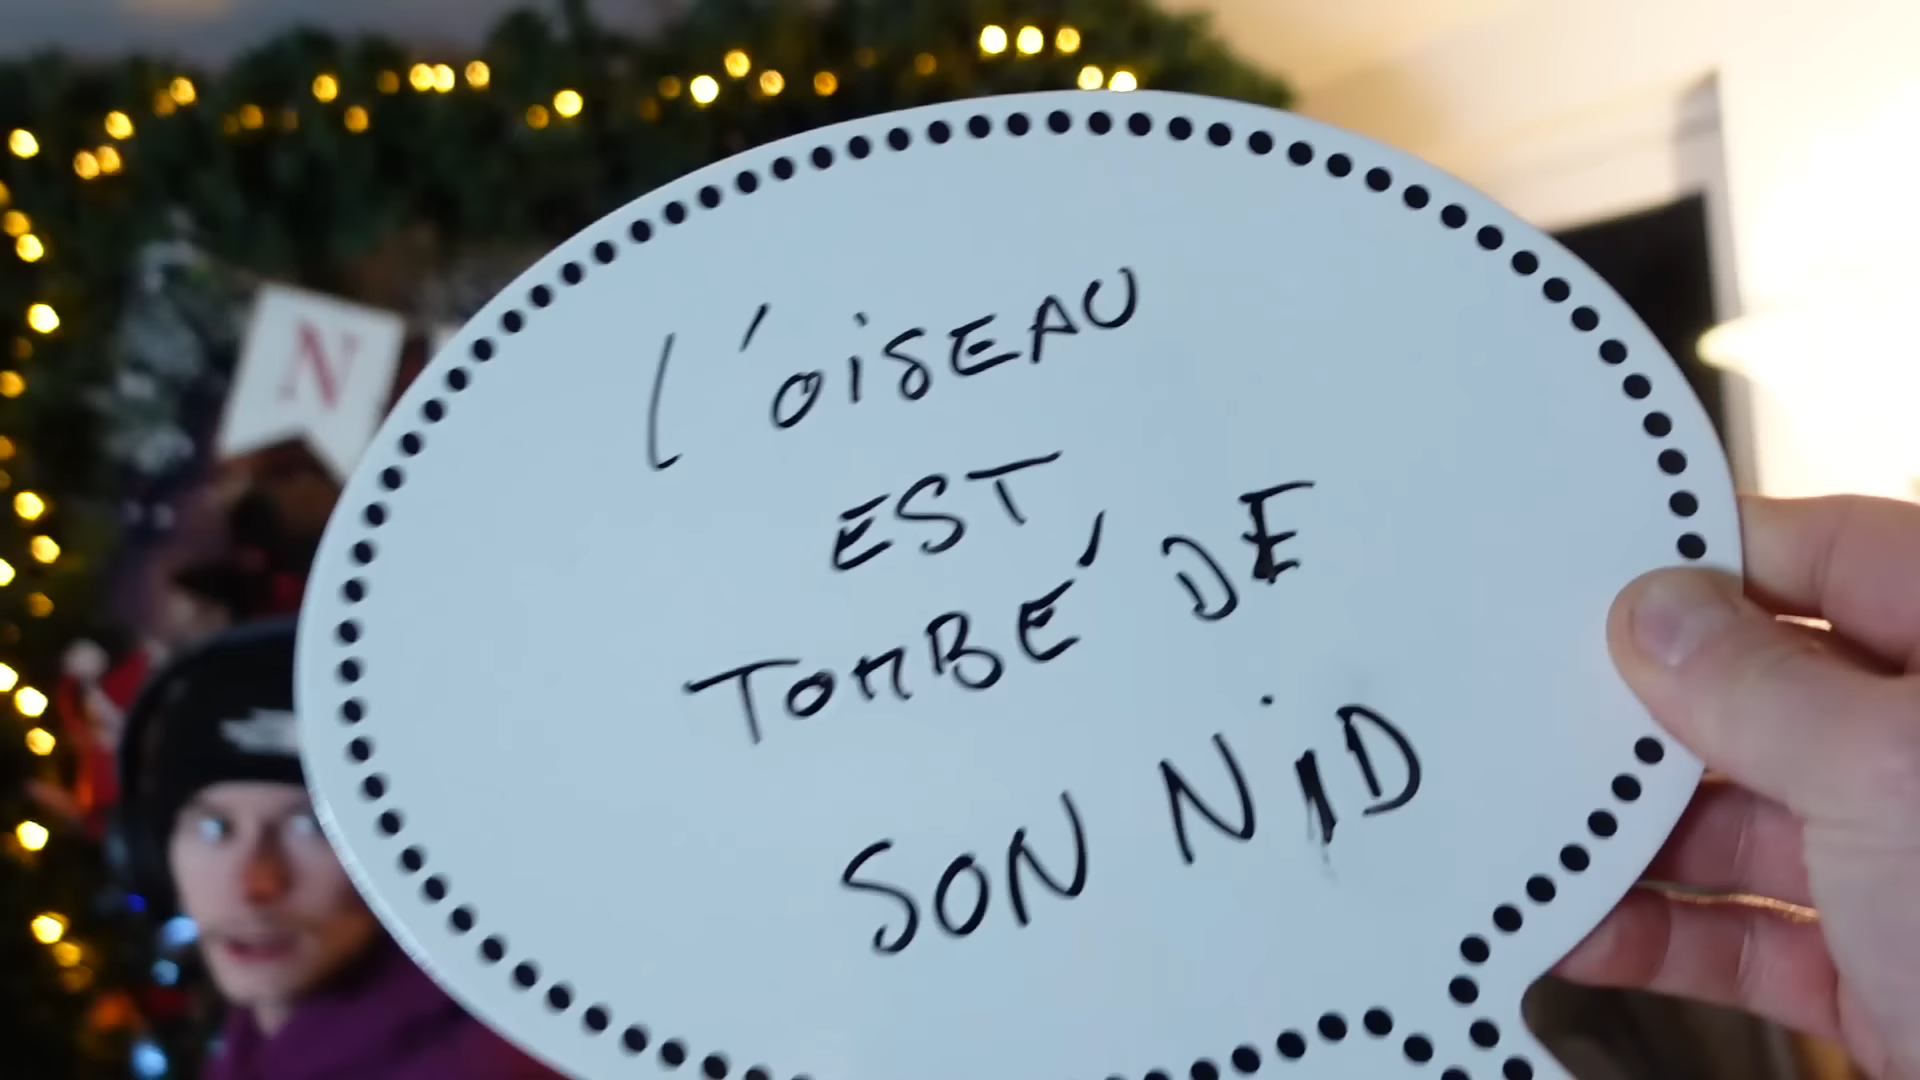 N
L'OiSEAU
EST
TOMBÉ DE
SON NiD